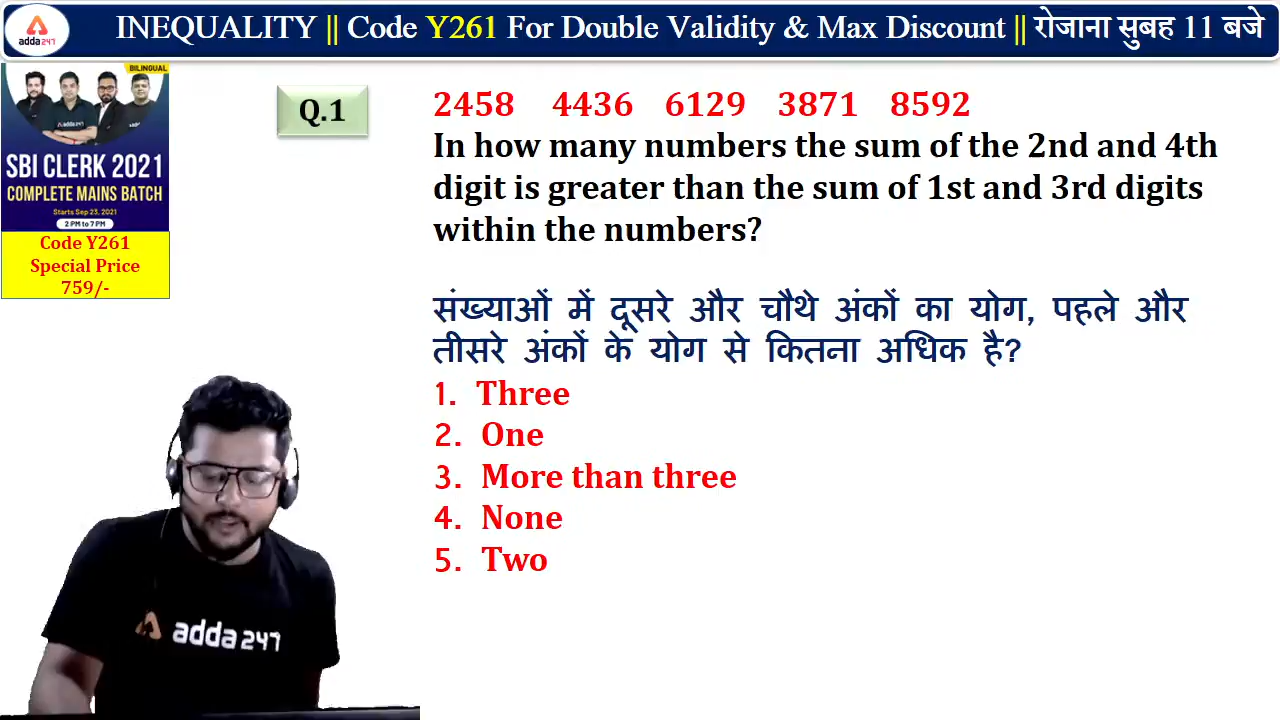 INEQUALITY || Code Y261 For Double Validity & Max Discount || रोजाना सुबह 11 बजे
adda247
BILINGUAL
adda247
SBI CLERK 2021
COMPLETE MAINS BATCH
Starts Sep 23, 2021
2 PM to 7 PM
Code Y261
Special Price
759/-
Q.1
2458 4436 6129 3871 8592
In how many numbers the sum of the 2nd and 4th
digit is greater than the sum of 1st and 3rd digits
within the numbers?
संख्याओं में दूसरे और चौथे अंकों का योग, पहले और
तीसरे अंकों के योग से कितना अधिक है?
1. Three
2. One
3. More than three
4. None
5. Two
adda247